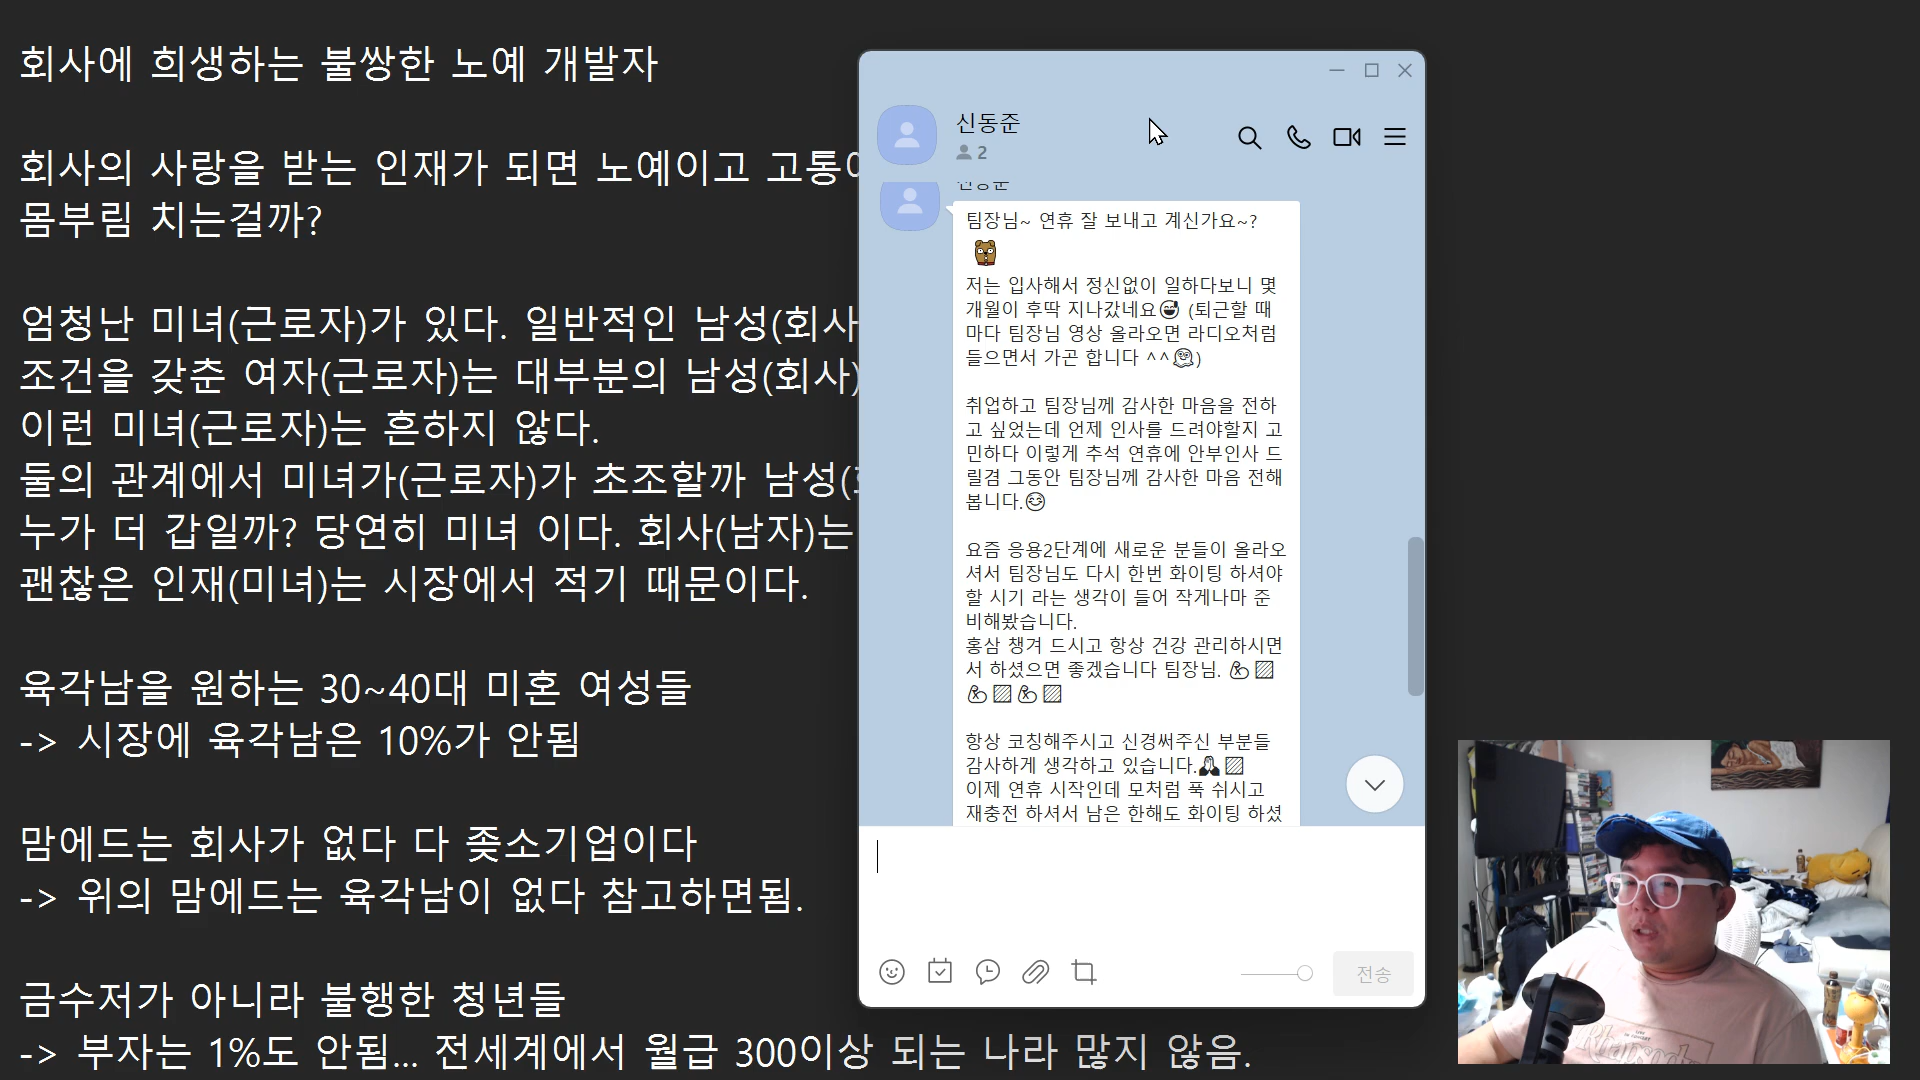 회사에 희생하는 불쌍한 노예 개발자
회사의 사랑을 받는 인재가 되면 노예이고 고통에
몸부림 치는걸까?
엄청난 미녀(근로자)가 있다. 일반적인 남성(회사
조건을 갖춘 여자(근로자)는 대부분의 남성(회사)
이런 미녀(근로자)는 흔하지 않다.
둘의 관계에서 미녀가(근로자)가 초조할까 남성(
누가 더 갑일까? 당연히 미녀 이다. 회사(남자)는
괜찮은 인재(미녀)는 시장에서 적기 때문이다.
육각남을 원하는 30~40대 미혼 여성들
-> 시장에 육각남은 10%가 안됨
맘에드는 회사가 없다 다 좆소기업이다
-> 위의 맘에드는 육각남이 없다 참고하면됨.
금수저가 아니라 불행한 청년들
-> 부자는 1%도 안됨... 전세계에서 월급 300이상 되는 나라 많지 않음.
신동준
2
신동준
팀장님~ 연휴 잘 보내고 계신가요~?
저는 입사해서 정신없이 일하다보니 몇
개월이 후딱 지나갔네요😅 (퇴근할 때
마다 팀장님 영상 올라오면 라디오처럼
들으면서 가곤 합니다 ^^)
취업하고 팀장님께 감사한 마음을 전하
고 싶었는데 언제 인사를 드려야할지 고
민하다 이렇게 추석 연휴에 안부인사 드
릴겸 그동안 팀장님께 감사한 마음 전해
봅니다.😊
요즘 응용2단계에 새로운 분들이 올라오
셔서 팀장님도 다시 한번 화이팅 하셔야
할 시기 라는 생각이 들어 작게나마 준
비해봤습니다.
홍삼 챙겨 드시고 항상 건강 관리하시면
서 하셨으면 좋겠습니다 팀장님. 💪
💪💪
항상 코칭해주시고 신경써주신 부분들
감사하게 생각하고 있습니다.🙏
이제 연휴 시작인데 모처럼 푹 쉬시고
재충전 하셔서 남은 한해도 화이팅 하셨
전송